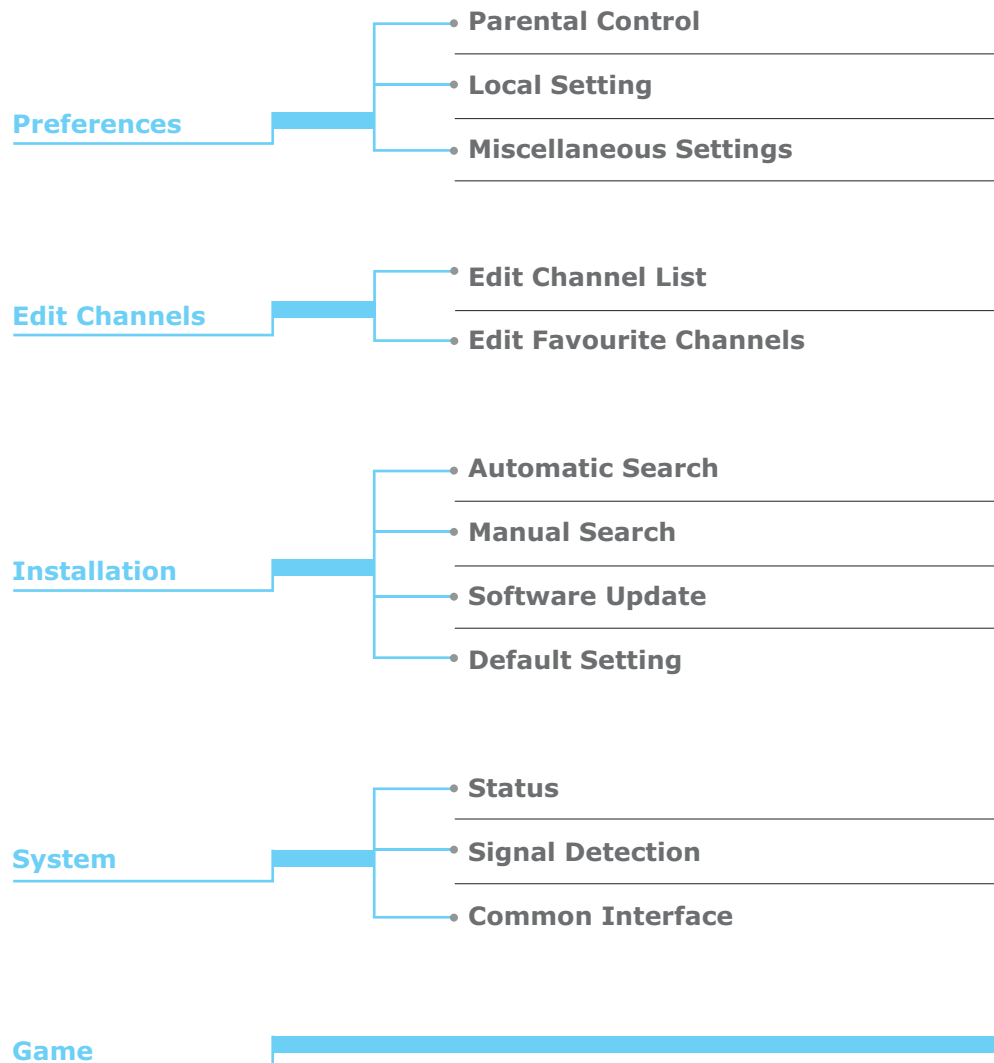 Parental Control
Local Setting
Preferences
Miscellaneous Settings
Edit Channel List
Edit Channels
Edit Favourite Channels
Automatic Search
Manual Search
Installation
Software Update
Default Setting
Status
Signal Detection
System
Common Interface
Game